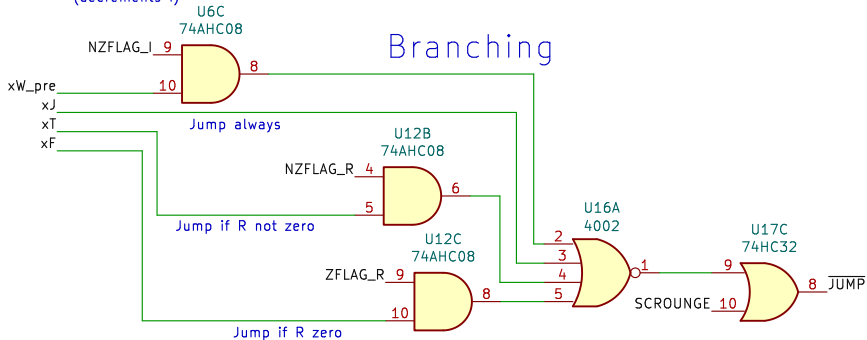 (decrements I)
U6C
74AHC08
Branching
NZFLAG_I
9
8
10
xW_pre
xJ
Jump always
xT
xF
U12B
74AHC08
NZFLAG_R
4
6
5
Jump if R not zero
U12C
74AHC08
ZFLAG_R
9
8
10
Jump if R zero
U16A
4002
2
3
4
5
1
U17C
74HC32
9
8
JUMP
SCROUNGE
10